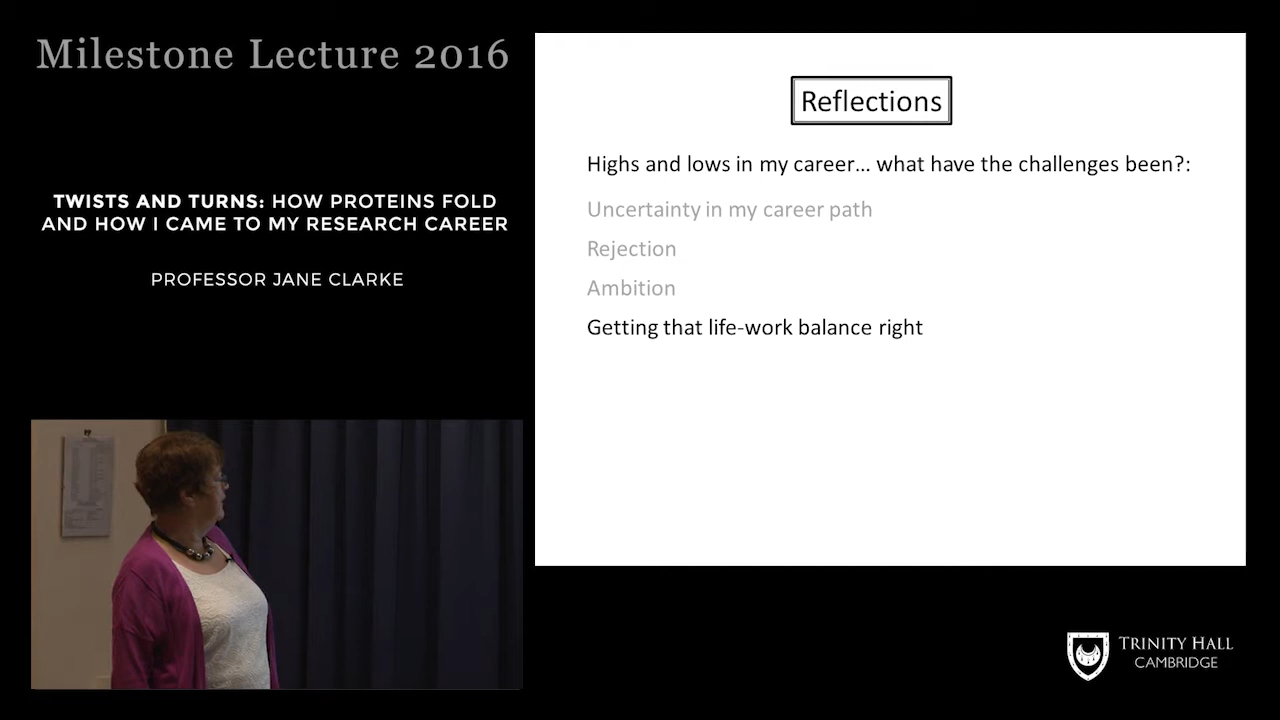 Milestone Lecture 2016
TWISTS AND TURNS: HOW PROTEINS FOLD
AND HOW I CAME TO MY RESEARCH CAREER
PROFESSOR JANE CLARKE
Reflections
Highs and lows in my career... what have the challenges been?:
Uncertainty in my career path
Rejection
Ambition
Getting that life-work balance right
TRINITY HALL
CAMBRIDGE